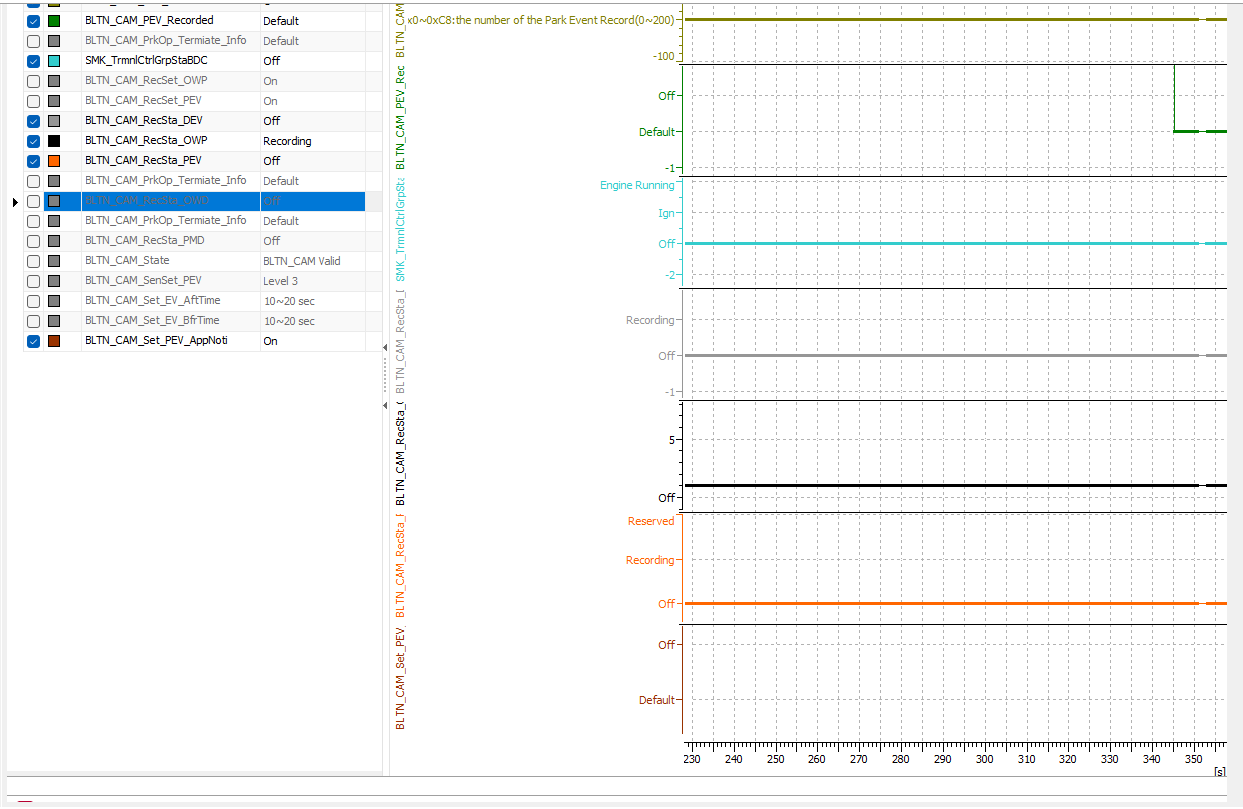 BLTN_CAM_PEV_Recorded Default
BLTN_CAM_PrkOp_Termiate_Info Default
SMK_TrmnlCtrlGrpStaBDC Off
BLTN_CAM_RecSet_OWP On
BLTN_CAM_RecSet_PEV On
BLTN_CAM_RecSta_DEV Off
BLTN_CAM_RecSta_OWP Recording
BLTN_CAM_RecSta_PEV Off
BLTN_CAM_PrkOp_Termiate_Info Default
BLTN_CAM_RecSta_OWD Off
BLTN_CAM_PrkOp_Termiate_Info Default
BLTN_CAM_RecSta_PMD Off
BLTN_CAM_State BLTN_CAM Valid
BLTN_CAM_SenSet_PEV Level 3
BLTN_CAM_Set_EV_AftTime 10~20 sec
BLTN_CAM_Set_EV_BfrTime 10~20 sec
BLTN_CAM_Set_PEV_AppNoti On
BLTN_CAM
x0~0xC8:the number of the Park Event Record(0~200)
-100
BLTN_CAM_PEV_Rec
Off
Default
-1
SMK_TrmnlCtrlGrpSta
Engine Running
Ign
Off
-2
BLTN_CAM_RecSta_
Recording
Off
-1
BLTN_CAM_RecSta_
5
Off
BLTN_CAM_RecSta_
Reserved
Recording
Off
BLTN_CAM_Set_PEV_
Off
Default
230 240 250 260 270 280 290 300 310 320 330 340 350
[s]